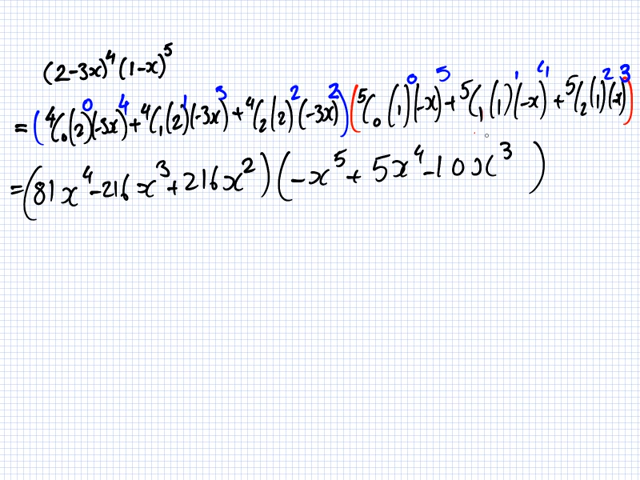 (2-3x)⁴(1-x)⁵
=(⁴C₀(2)⁰(-3x)⁴+⁴C₁(2)¹(-3x)³+⁴C₂(2)²(-3x)²)(⁵C₀(1)⁰(-x)⁵+⁵C₁(1)¹(-x)⁴+⁵C₂(1)²(-x)³)
=(81x⁴-216x³+216x²)(-x⁵+5x⁴-10x³)